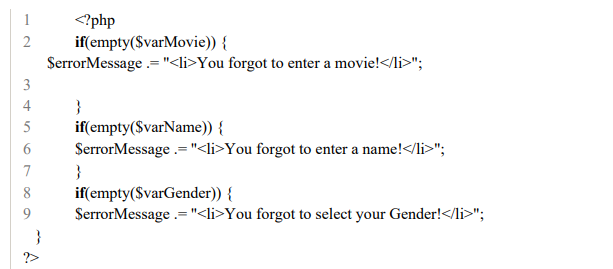 1 <?php
2 if(empty($varMovie)) {
$errorMessage .= "<li>You forgot to enter a movie!</li>";
3
4 }
5 if(empty($varName)) {
6 $errorMessage .= "<li>You forgot to enter a name!</li>";
7 }
8 if(empty($varGender)) {
9 $errorMessage .= "<li>You forgot to select your Gender!</li>";
}
?>